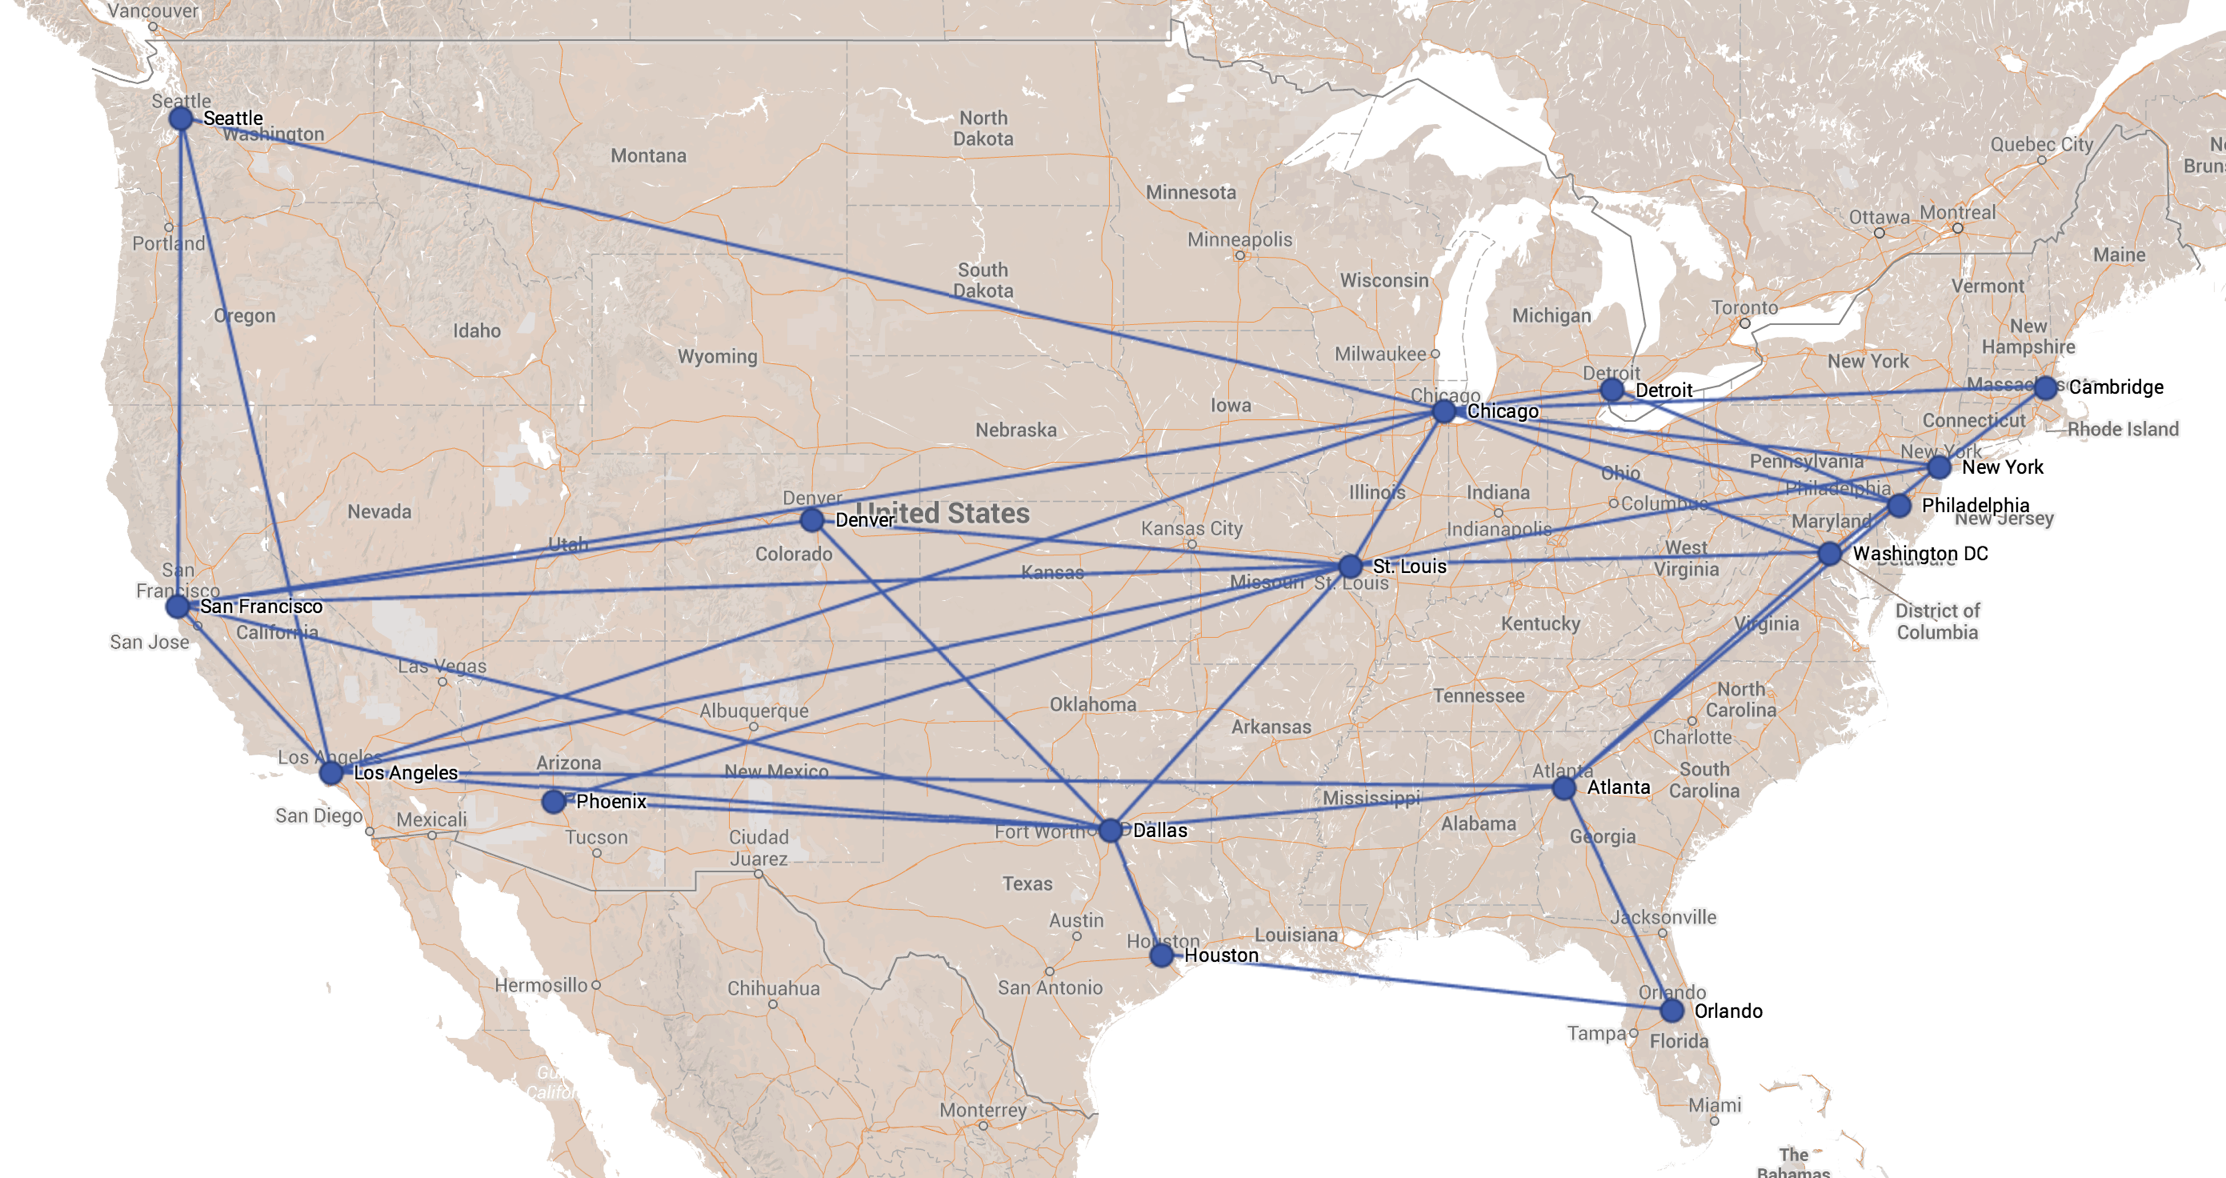 Vancouver
Seattle
Seattle
Washington
Montana
North
Dakota
Minnesota
Quebec City
Ottawa
Montreal
Portland
Minneapolis
South
Dakota
Wisconsin
Maine
Vermont
Oregon
Idaho
Michigan
Toronto
New
Hampshire
Wyoming
Milwaukee
New York
Detroit
Detroit
Cambridge
Chicago
Chicago
Iowa
Nebraska
Connecticut
Rhode Island
New York
New York
Pennsylvania
Ohio
Philadelphia
Philadelphia
Illinois
Indiana
Columbus
Nevada
Denver
Denver
United States
Kansas City
Indianapolis
Maryland
New Jersey
Utah
Colorado
West
Virginia
Washington DC
Delaware
San
Francisco
San Francisco
Kansas
Missouri
St. Louis
St. Louis
District of
Columbia
San Jose
California
Kentucky
Virginia
Las Vegas
Albuquerque
Oklahoma
Tennessee
North
Carolina
Arkansas
Charlotte
Los Angeles
Los Angeles
Arizona
New Mexico
Atlanta
Atlanta
South
Carolina
Phoenix
Mississippi
San Diego
Mexicali
Tucson
Ciudad
Juarez
Fort Worth
Dallas
Alabama
Georgia
Texas
Austin
Jacksonville
Houston
Houston
Louisiana
Hermosillo
Chihuahua
San Antonio
Orlando
Orlando
Tampa
Florida
Monterrey
Miami
The
Bahamas